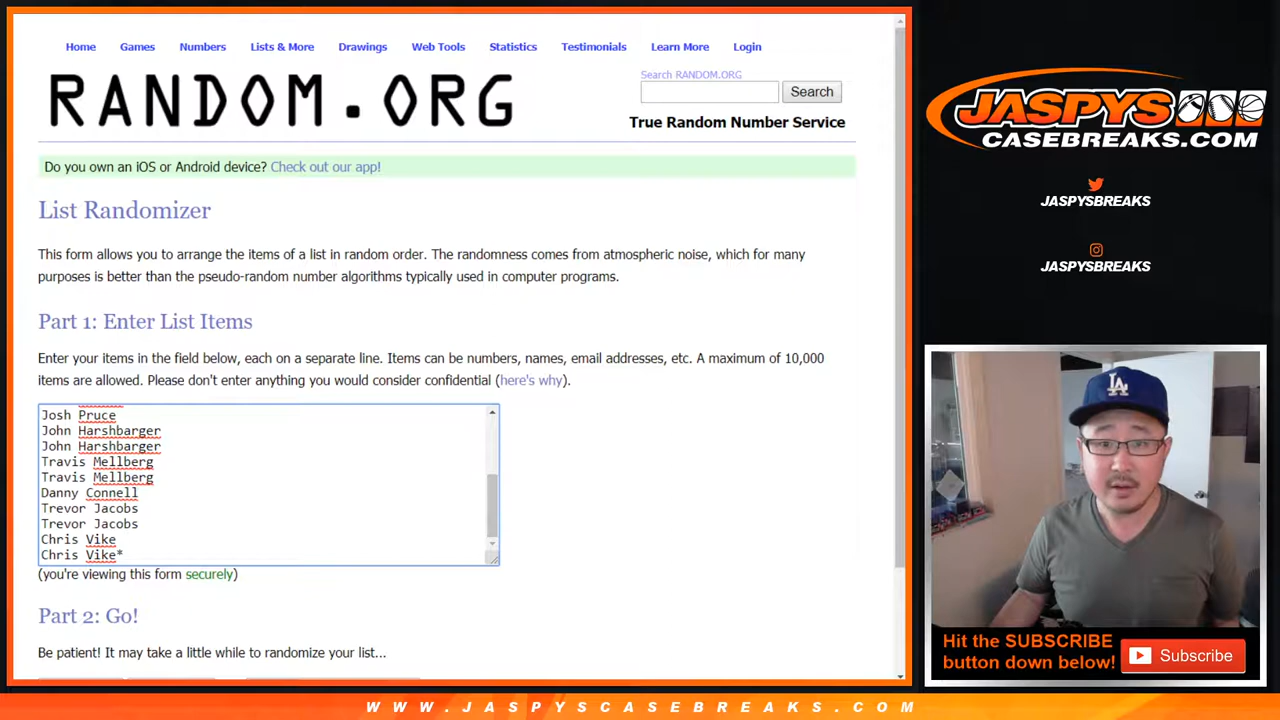 Home Games Numbers Lists & More Drawings Web Tools Statistics Testimonials Learn More Login
RANDOM.ORG
Search RANDOM.ORG
Search
True Random Number Service
Do you own an iOS or Android device? Check out our app!
List Randomizer
This form allows you to arrange the items of a list in random order. The randomness comes from atmospheric noise, which for many
purposes is better than the pseudo-random number algorithms typically used in computer programs.
Part 1: Enter List Items
Enter your items in the field below, each on a separate line. Items can be numbers, names, email addresses, etc. A maximum of 10,000
items are allowed. Please don't enter anything you would consider confidential (here's why).
Josh Pruce
John Harshbarger
John Harshbarger
Travis Mellberg
Travis Mellberg
Danny Connell
Trevor Jacobs
Trevor Jacobs
Chris Vike
Chris Vike*
(you're viewing this form securely)
Part 2: Go!
Be patient! It may take a little while to randomize your list...
JASPYS
CASEBREAKS.COM
JASPYSBREAKS
JASPYSBREAKS
LA
Hit the SUBSCRIBE
button down below!
Subscribe
WWW.JASPYSCASEBREAKS.COM